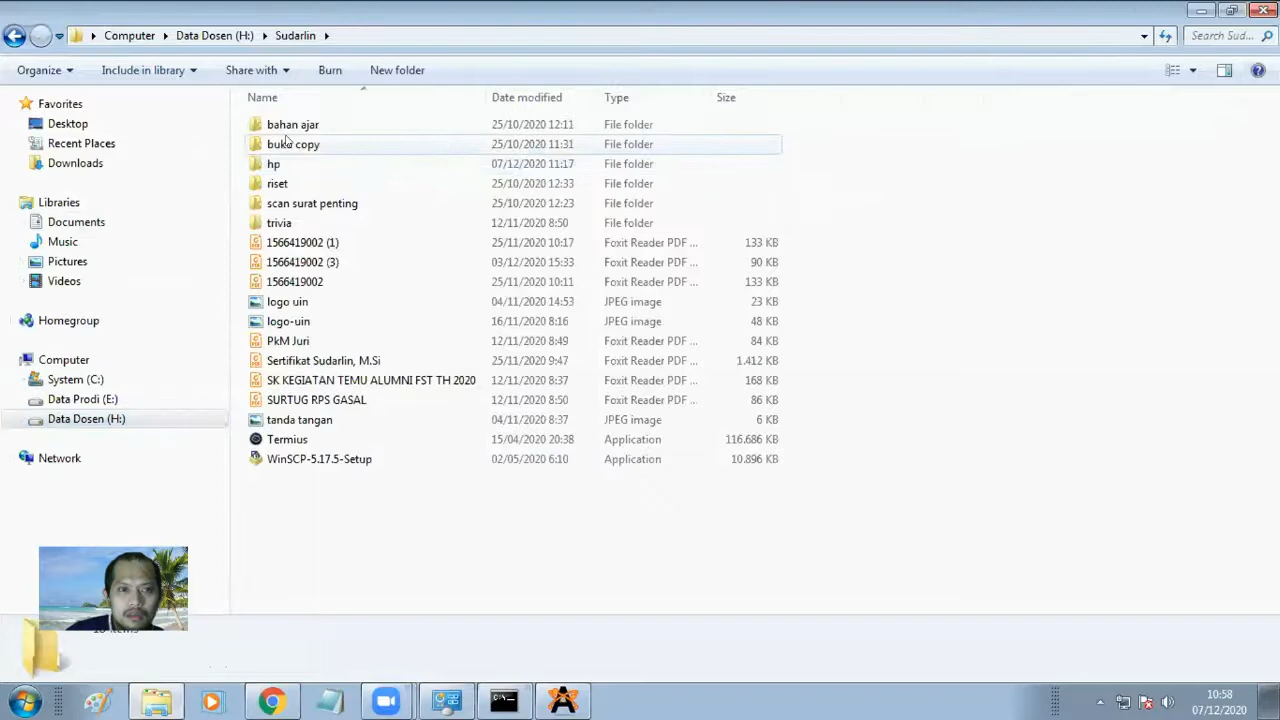 Computer Data Dosen (H:) Sudarlin Search Sud...
Organize Include in library Share with Burn New folder
Name Date modified Type Size
Favorites
Desktop
Recent Places
Downloads
Libraries
Documents
Music
Pictures
Videos
Homegroup
Computer
System (C:)
Data Prodi (E:)
Data Dosen (H:)
Network
bahan ajar 25/10/2020 12:11 File folder
buku copy 25/10/2020 11:31 File folder
hp 07/12/2020 11:17 File folder
riset 25/10/2020 12:33 File folder
scan surat penting 25/10/2020 12:23 File folder
trivia 12/11/2020 8:50 File folder
1566419002 (1) 25/11/2020 10:17 Foxit Reader PDF ... 133 KB
1566419002 (3) 03/12/2020 15:33 Foxit Reader PDF ... 90 KB
1566419002 25/11/2020 10:11 Foxit Reader PDF ... 133 KB
logo uin 04/11/2020 14:53 JPEG image 23 KB
logo-uin 16/11/2020 8:16 JPEG image 48 KB
PkM Juri 12/11/2020 8:49 Foxit Reader PDF ... 84 KB
Sertifikat Sudarlin, M.Si 25/11/2020 9:47 Foxit Reader PDF ... 1.412 KB
SK KEGIATAN TEMU ALUMNI FST TH 2020 12/11/2020 8:37 Foxit Reader PDF ... 168 KB
SURTUG RPS GASAL 12/11/2020 8:50 Foxit Reader PDF ... 86 KB
tanda tangan 04/11/2020 8:37 JPEG image 6 KB
Termius 15/04/2020 20:38 Application 116.686 KB
WinSCP-5.17.5-Setup 02/05/2020 6:10 Application 10.896 KB
10:58
07/12/2020